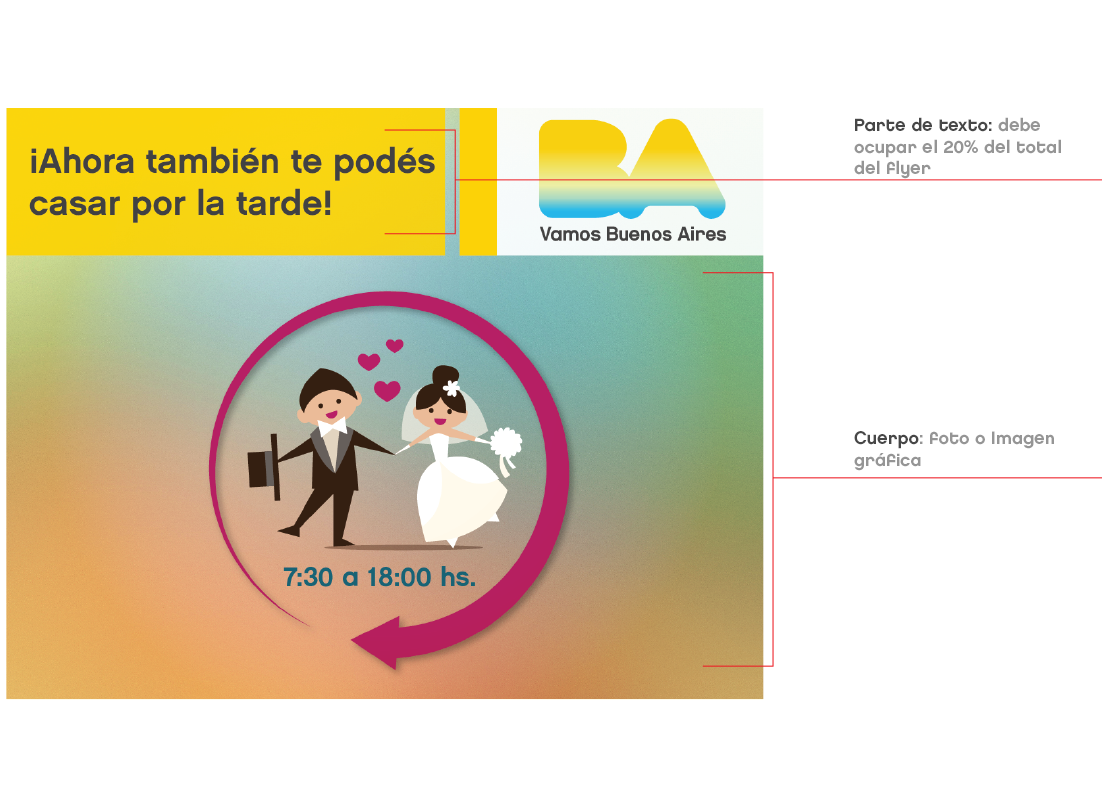 ¡Ahora también te podés
casar por la tarde!
BA
Vamos Buenos Aires
7:30 a 18:00 hs.
Parte de texto: debe
ocupar el 20% del total
del flyer
Cuerpo: Foto o Imagen
gráfica